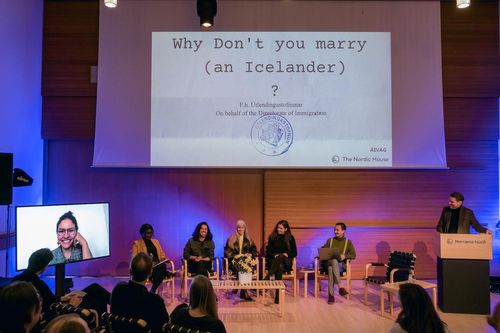 Why Don't you marry
(an Icelander)
?
F.h. Útlendingastofnunar
On behalf of the Directorate of Immigration
AIVAG
The Nordic House
Norræna húsið